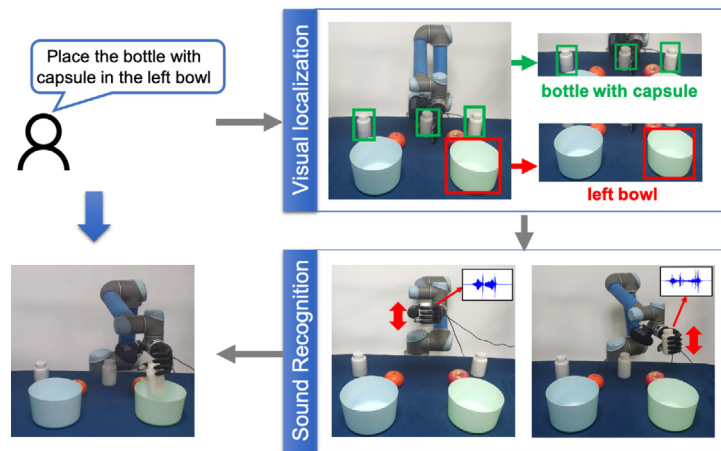 Place the bottle with
capsule in the left bowl
Visual localization
bottle with capsule
left bowl
Sound Recognition